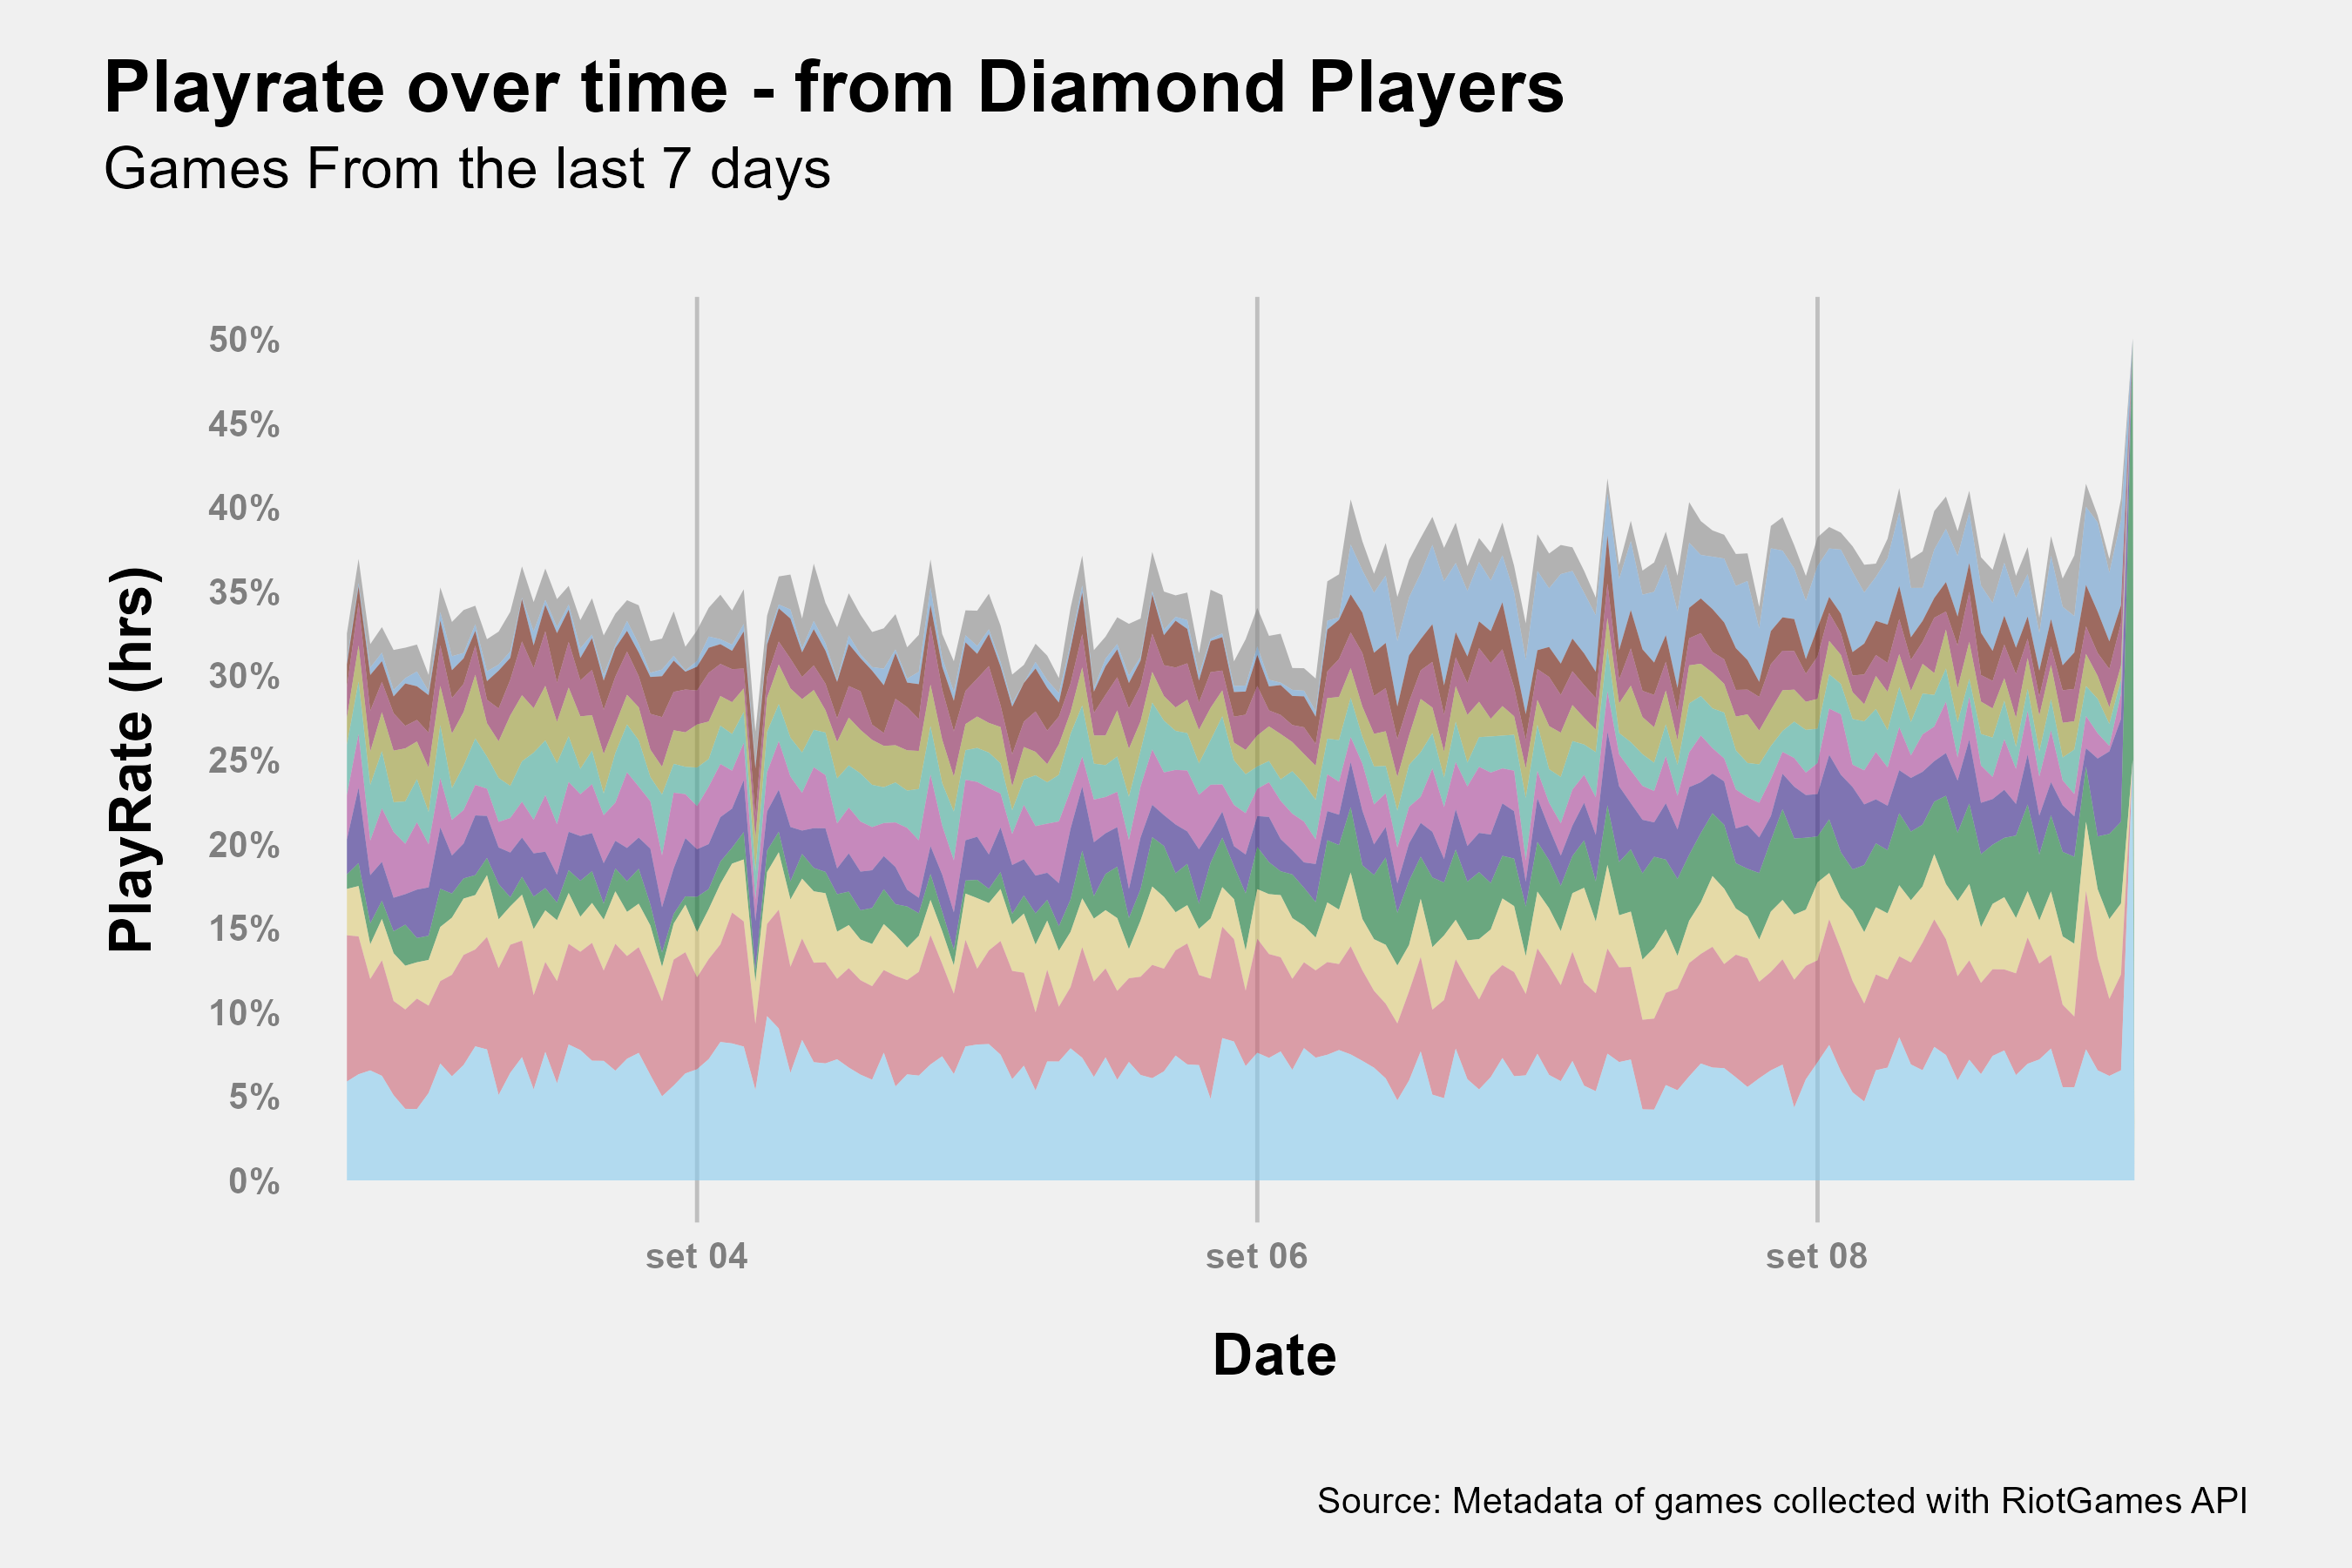 Playrate over time - from Diamond Players
Games From the last 7 days
50%
45%
40%
35%
30%
25%
20%
15%
10%
5%
0%
PlayRate (hrs)
set 04
set 06
set 08
Date
Source: Metadata of games collected with RiotGames API